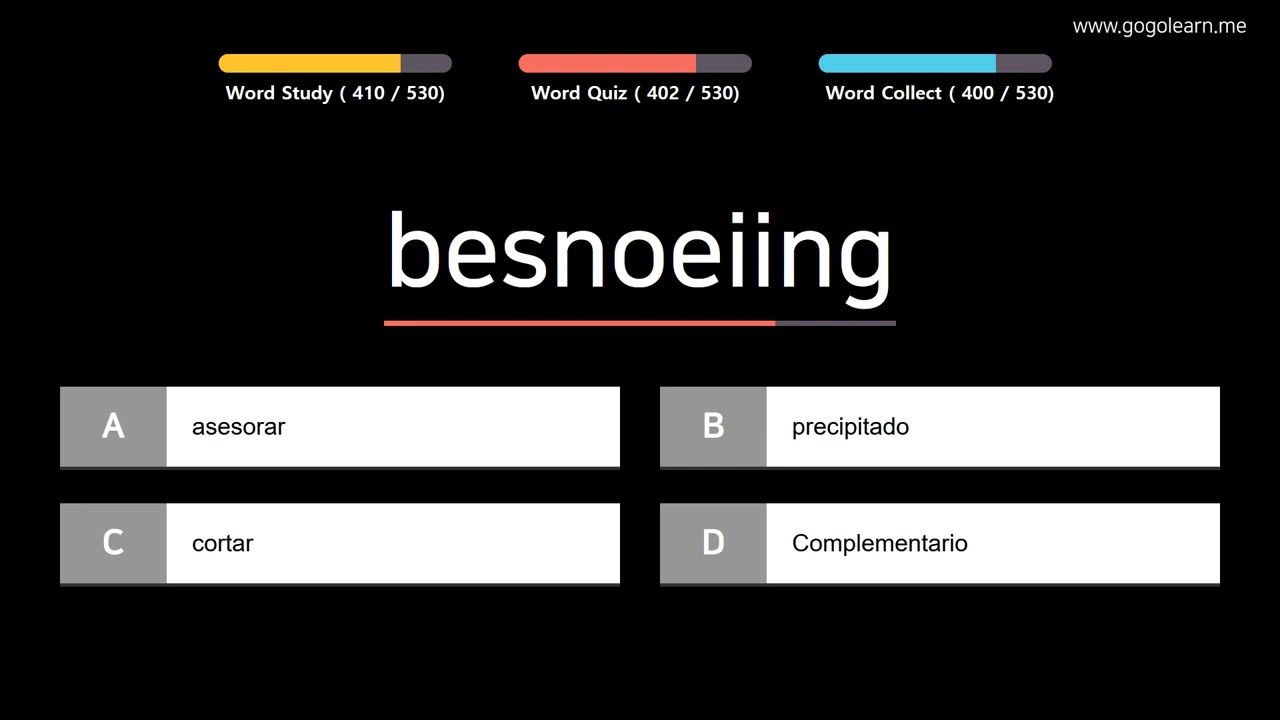 www.gogolearn.me
Word Study ( 410 / 530)
Word Quiz ( 402 / 530)
Word Collect ( 400 / 530)
besnoeiing
A asesorar
B precipitado
C cortar
D Complementario